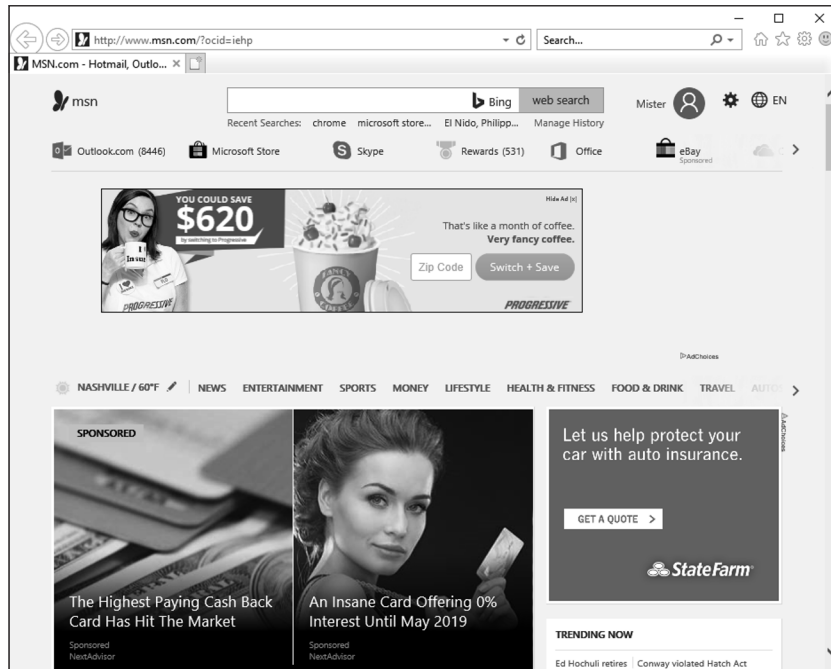 http://www.msn.com/?ocid=iehp
Search...
MSN.com - Hotmail, Outlo...
msn
Bing
web search
Mister
EN
Recent Searches: chrome microsoft store... El Nido, Philipp... Manage History
Outlook.com (8446)
Microsoft Store
Skype
Rewards (531)
Office
eBay
Sponsored
YOU COULD SAVE
$620
by switching to Progressive
Hide Ad [x]
That's like a month of coffee.
Very fancy coffee.
Zip Code
Switch + Save
PROGRESSIVE
PROGRESSIVE
FANCY
COFFEE
AdChoices
NASHVILLE / 60°F
NEWS ENTERTAINMENT SPORTS MONEY LIFESTYLE HEALTH & FITNESS FOOD & DRINK TRAVEL AUTOS
SPONSORED
The Highest Paying Cash Back
Card Has Hit The Market
Sponsored
NextAdvisor
An Insane Card Offering 0%
Interest Until May 2019
Sponsored
NextAdvisor
Let us help protect your
car with auto insurance.
GET A QUOTE >
StateFarm
AdChoices
TRENDING NOW
Ed Hochuli retires
Conway violated Hatch Act